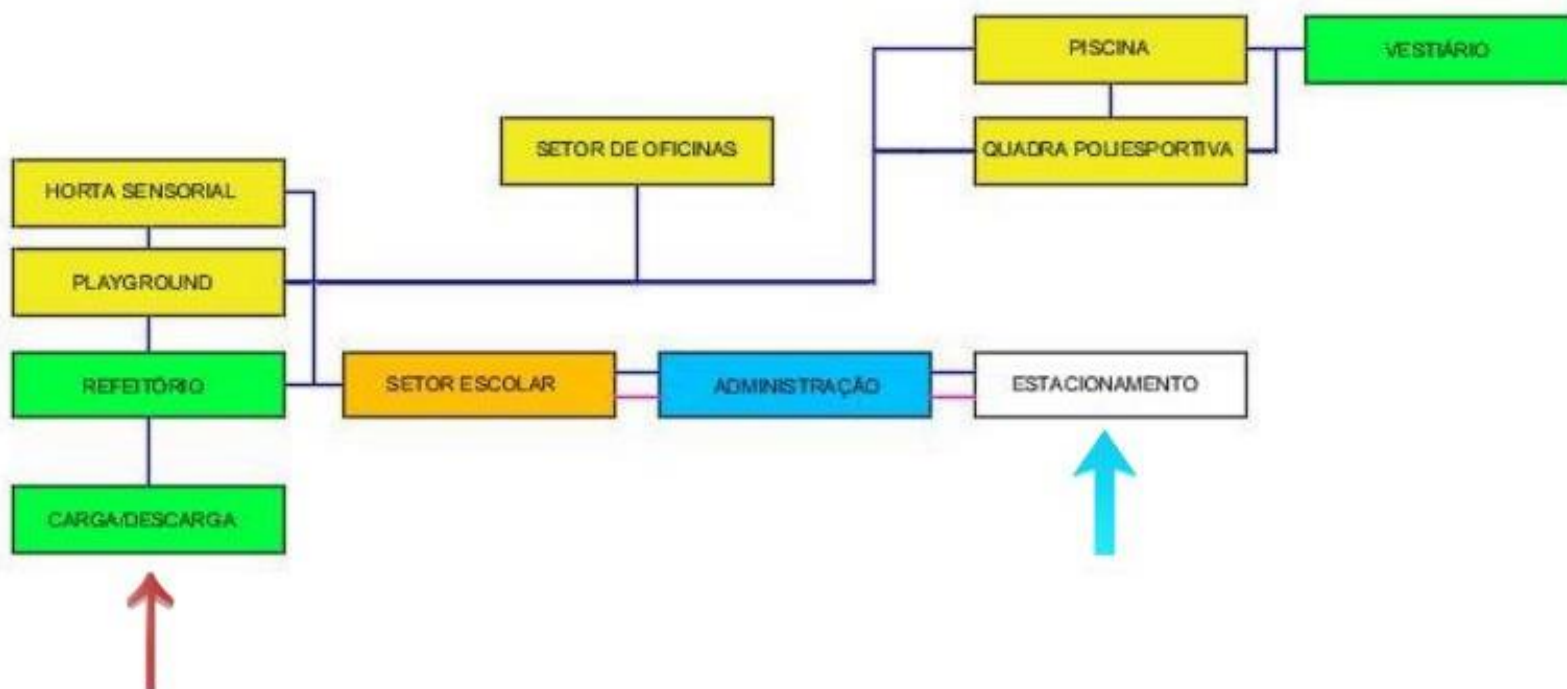 PISCINA
VESTIÁRIO
SETOR DE OFICINAS
QUADRA POLIESPORTIVA
HORTA SENSORIAL
PLAYGROUND
REFEITÓRIO
SETOR ESCOLAR
ADMINISTRAÇÃO
ESTACIONAMENTO
CARGA/DESCARGA